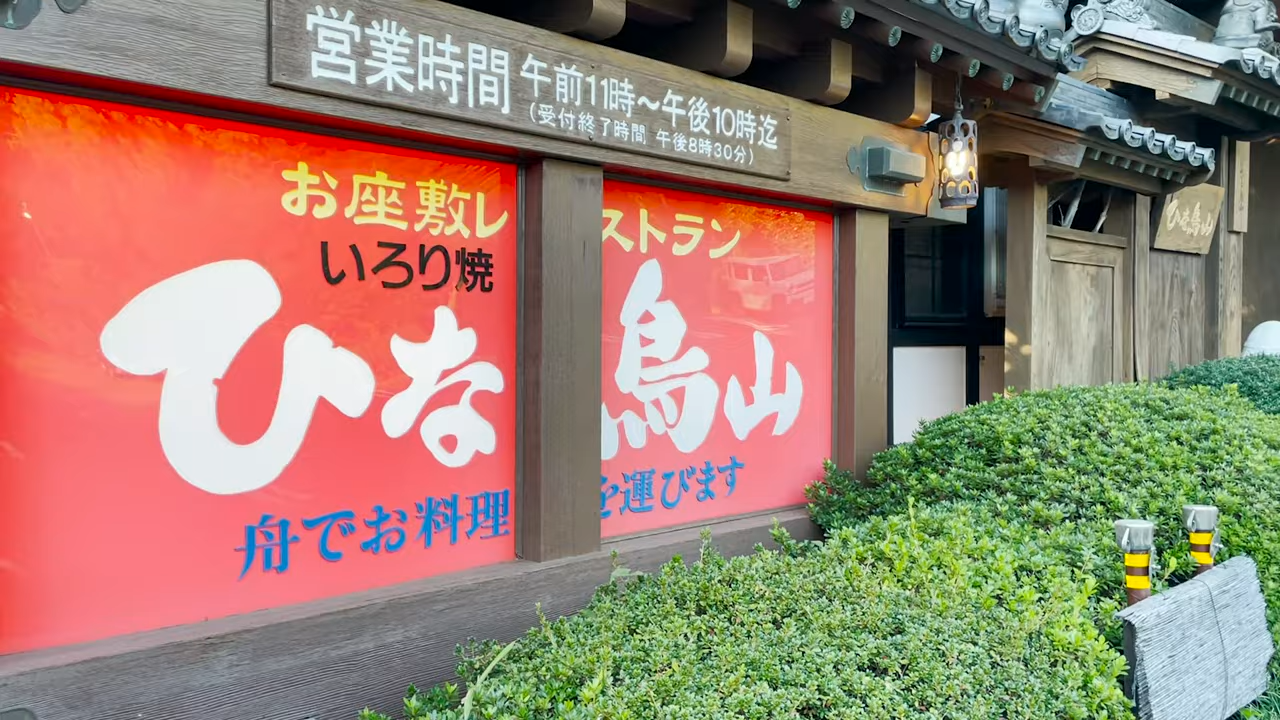 営業時間 午前11時〜午後10時迄
(受付終了時間 午後8時30分)
お座敷レストラン
いろり焼
ひな鳥山
舟でお料理を運びます
ひな鳥山